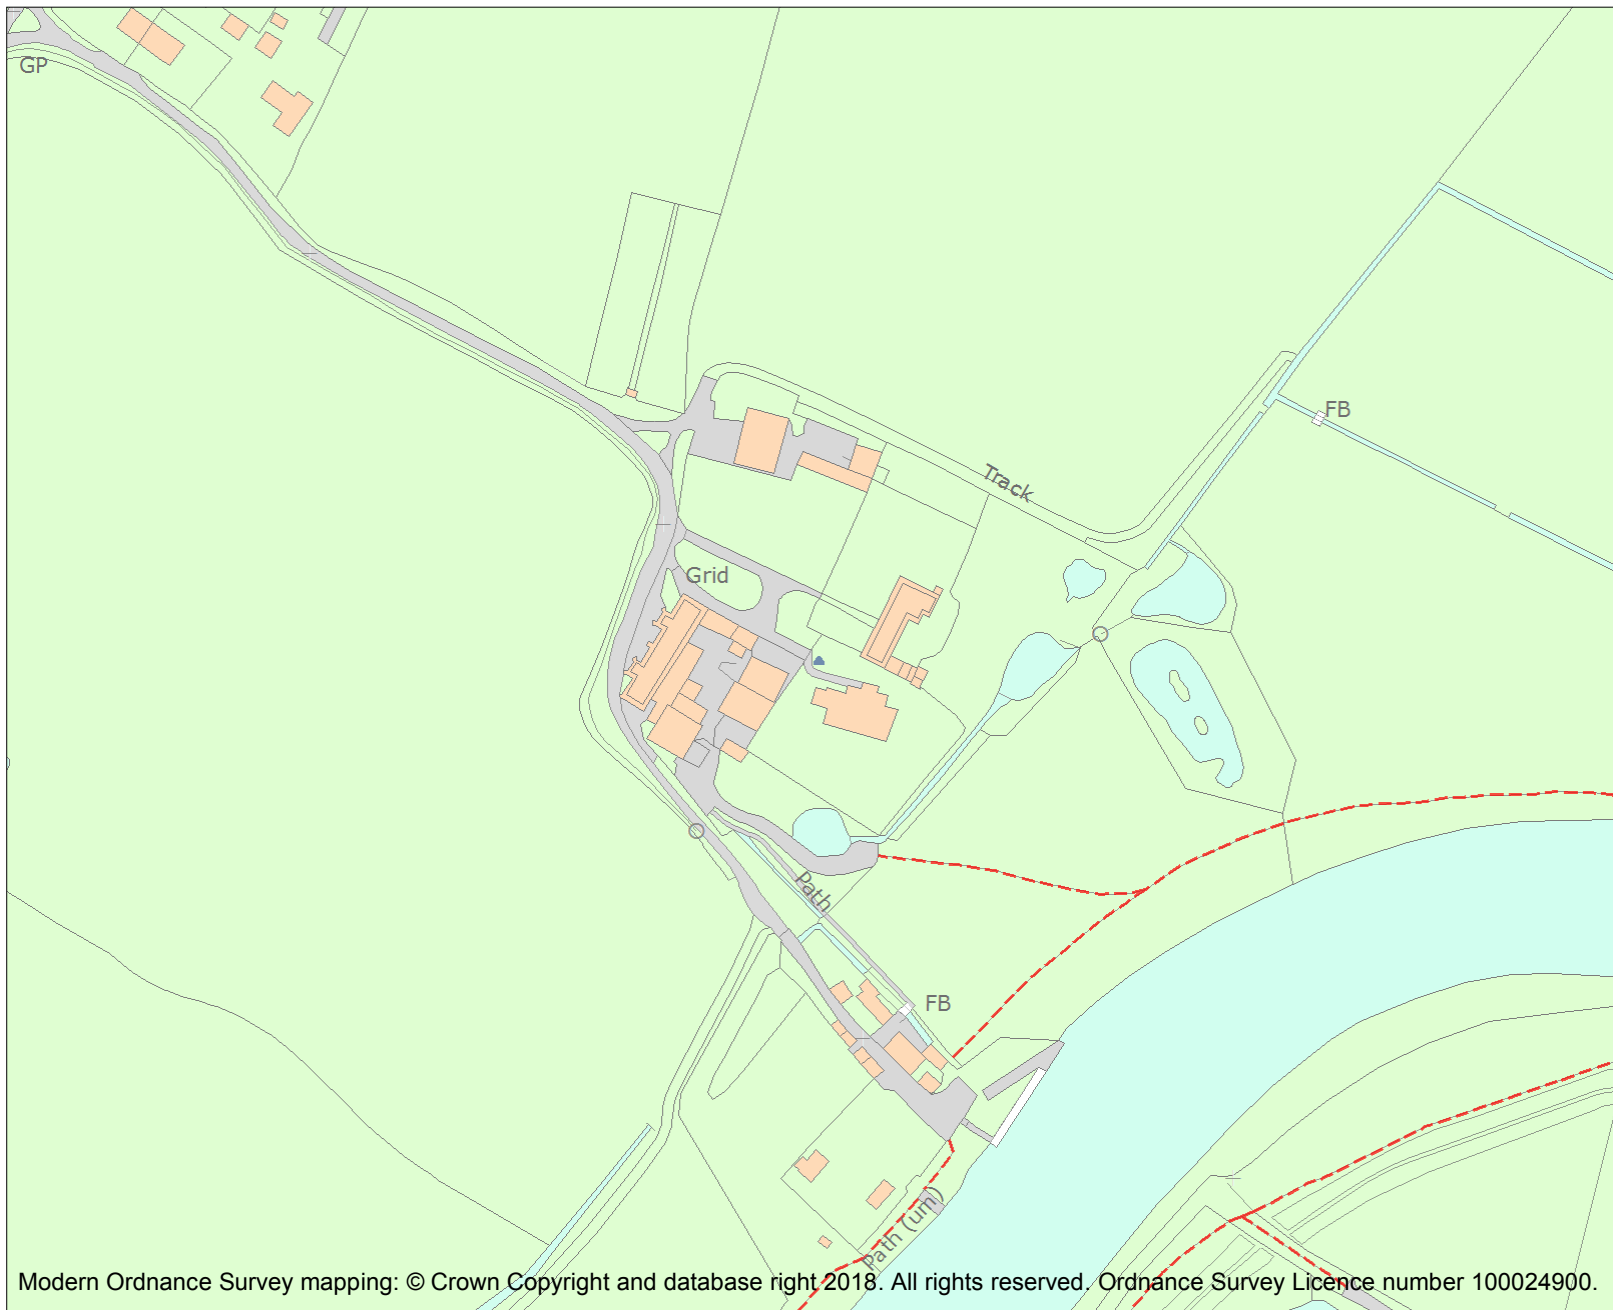 GP
FB
Track
Grid
Path
FB
Path (um)
Modern Ordnance Survey mapping: © Crown Copyright and database right 2018. All rights reserved. Ordnance Survey Licence number 100024900.